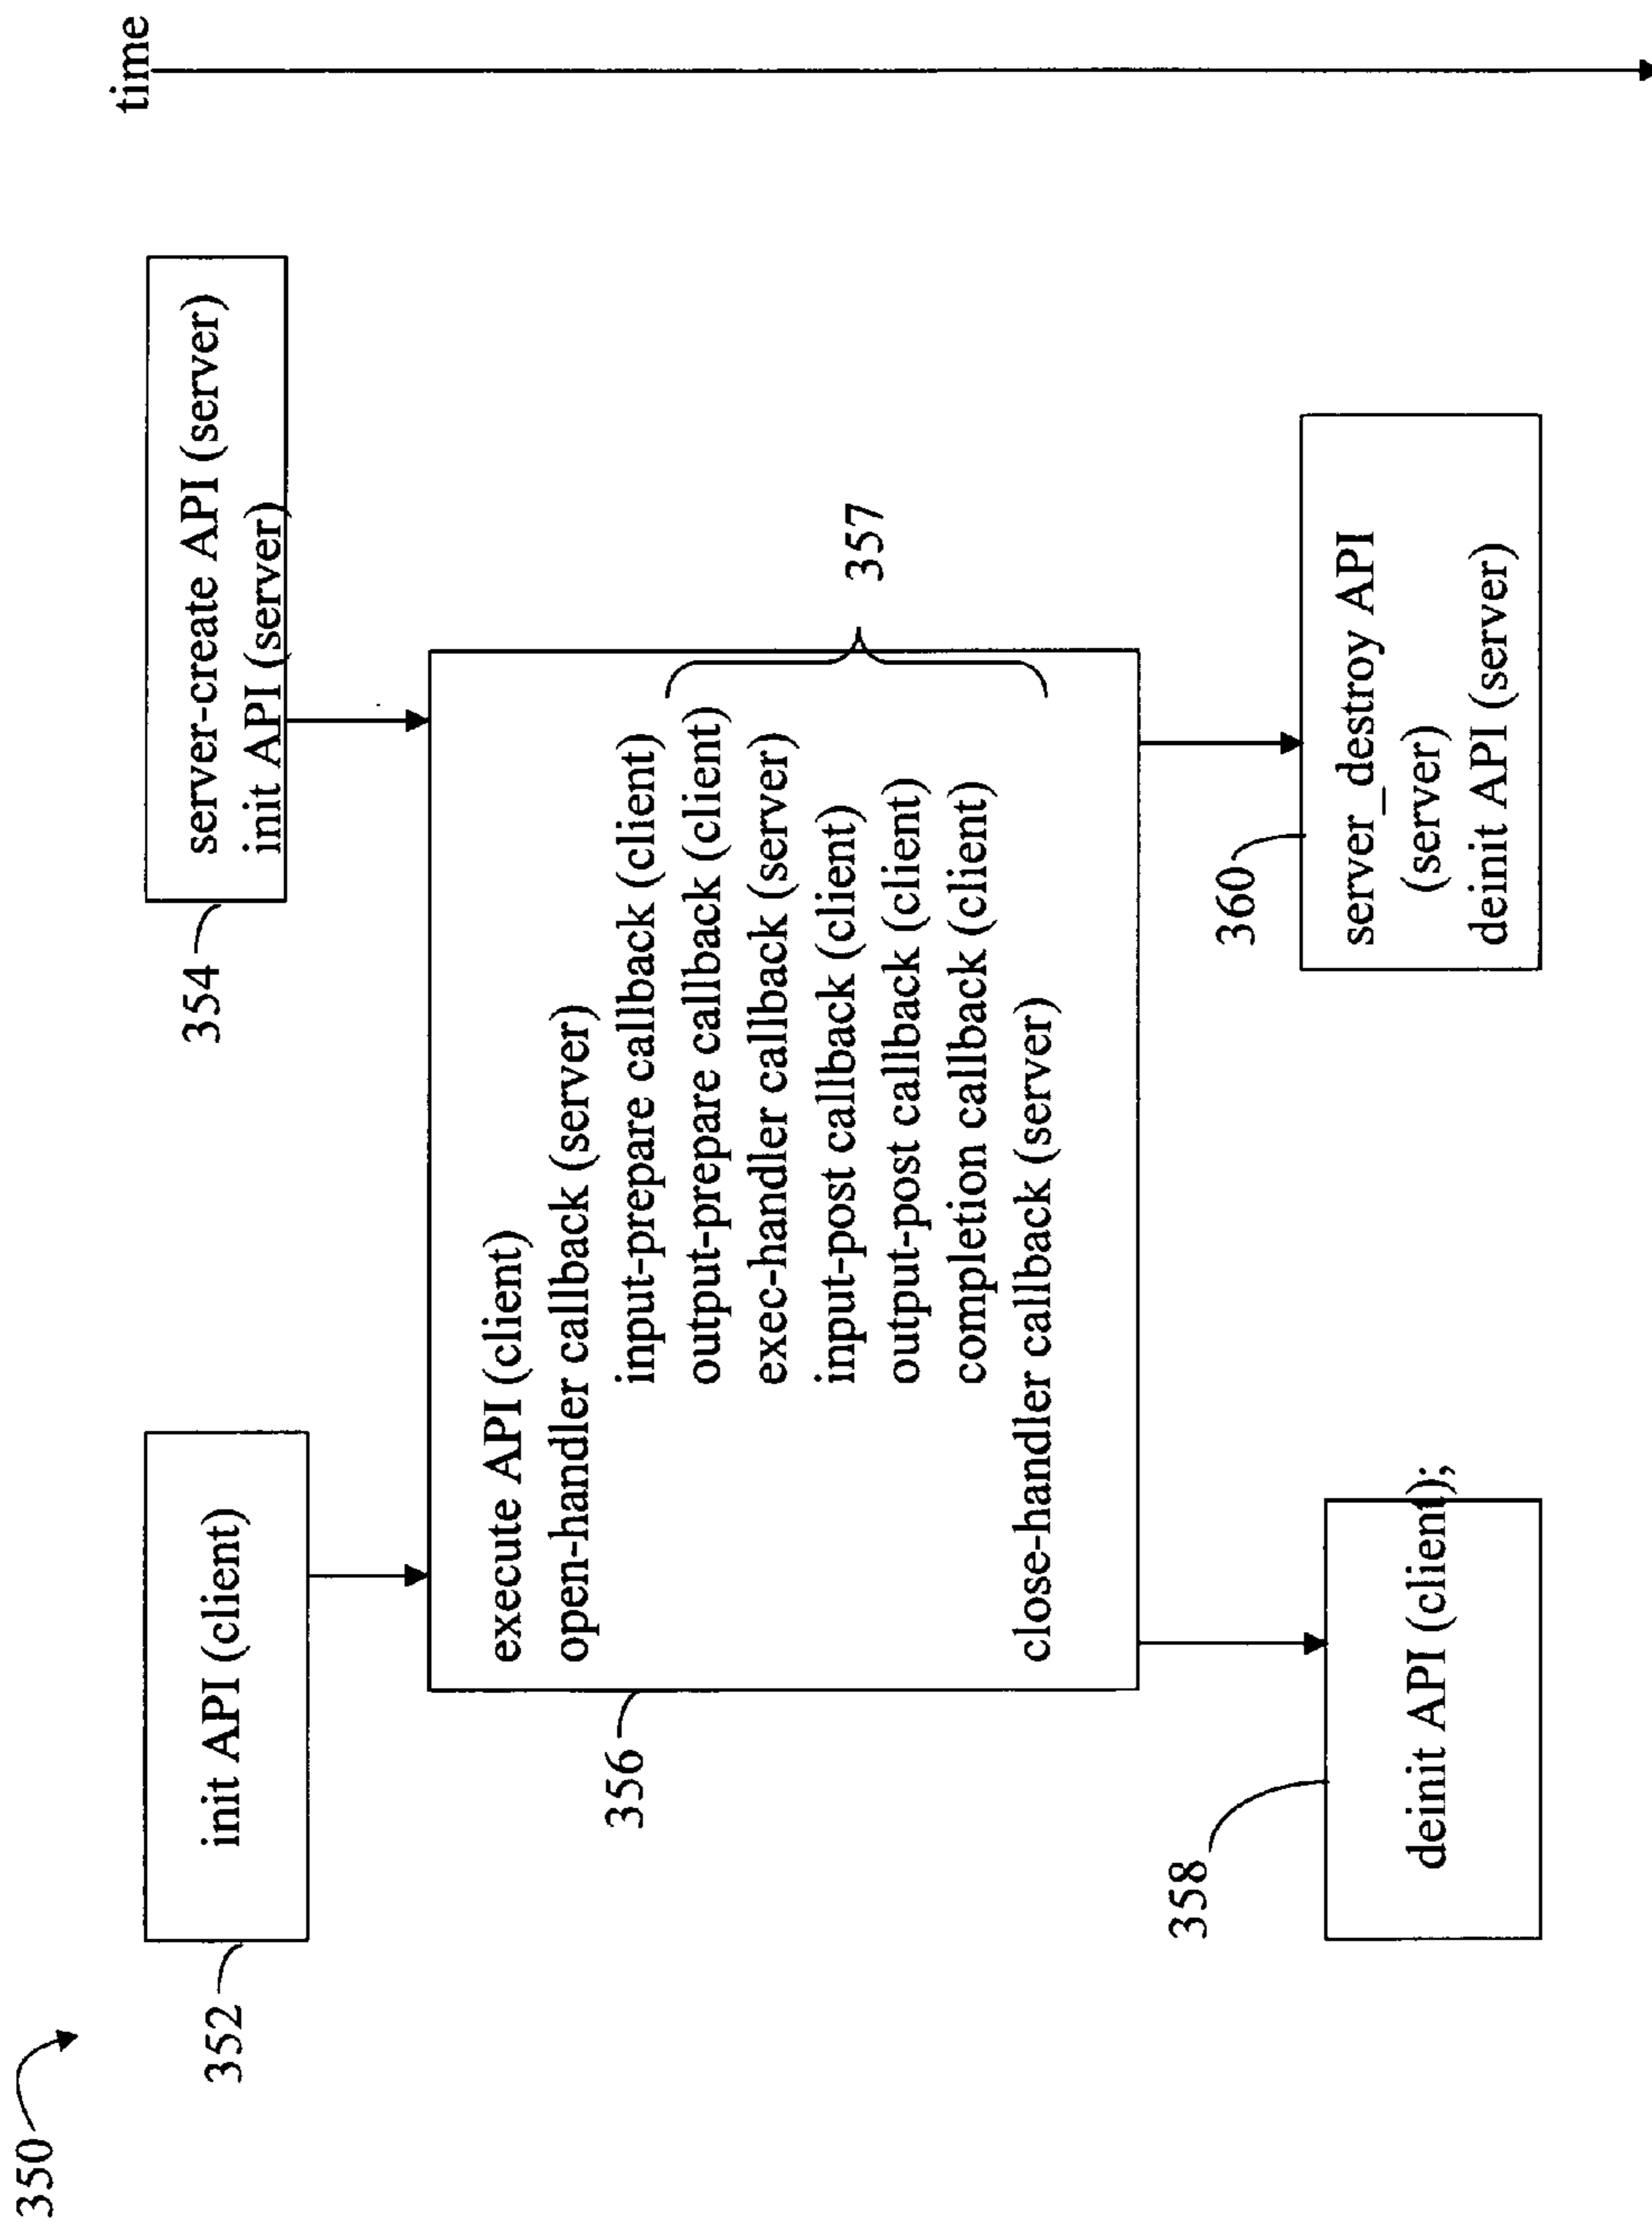 350
time
352
init API (client)
354
server-create API (server)
init API (server)
356
execute API (client)
open-handler callback (server)
input-prepare callback (client)
output-prepare callback (client)
exec-handler callback (server)
input-post callback (client)
output-post callback (client)
completion callback (client)
close-handler callback (server)
357
358
deinit API (client);
360
server_destroy API
(server)
deinit API (server)